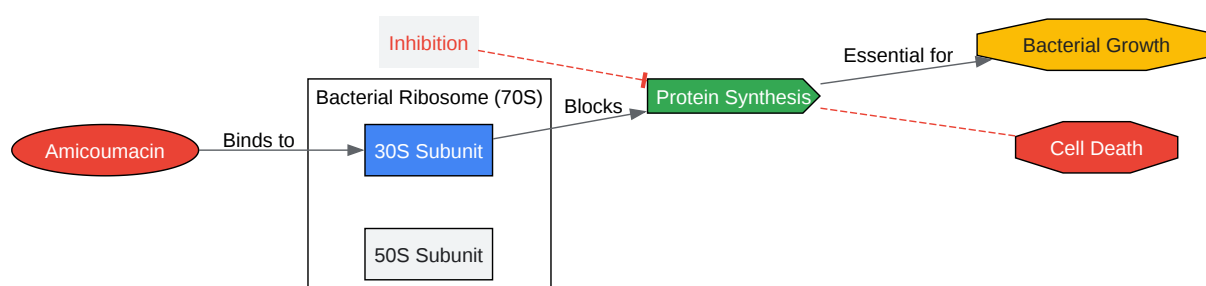 Inhibition
Essential for
Bacterial Growth
Bacterial Ribosome (70S)
Blocks
Protein Synthesis
Amicoumacin
Binds to
30S Subunit
Cell Death
50S Subunit